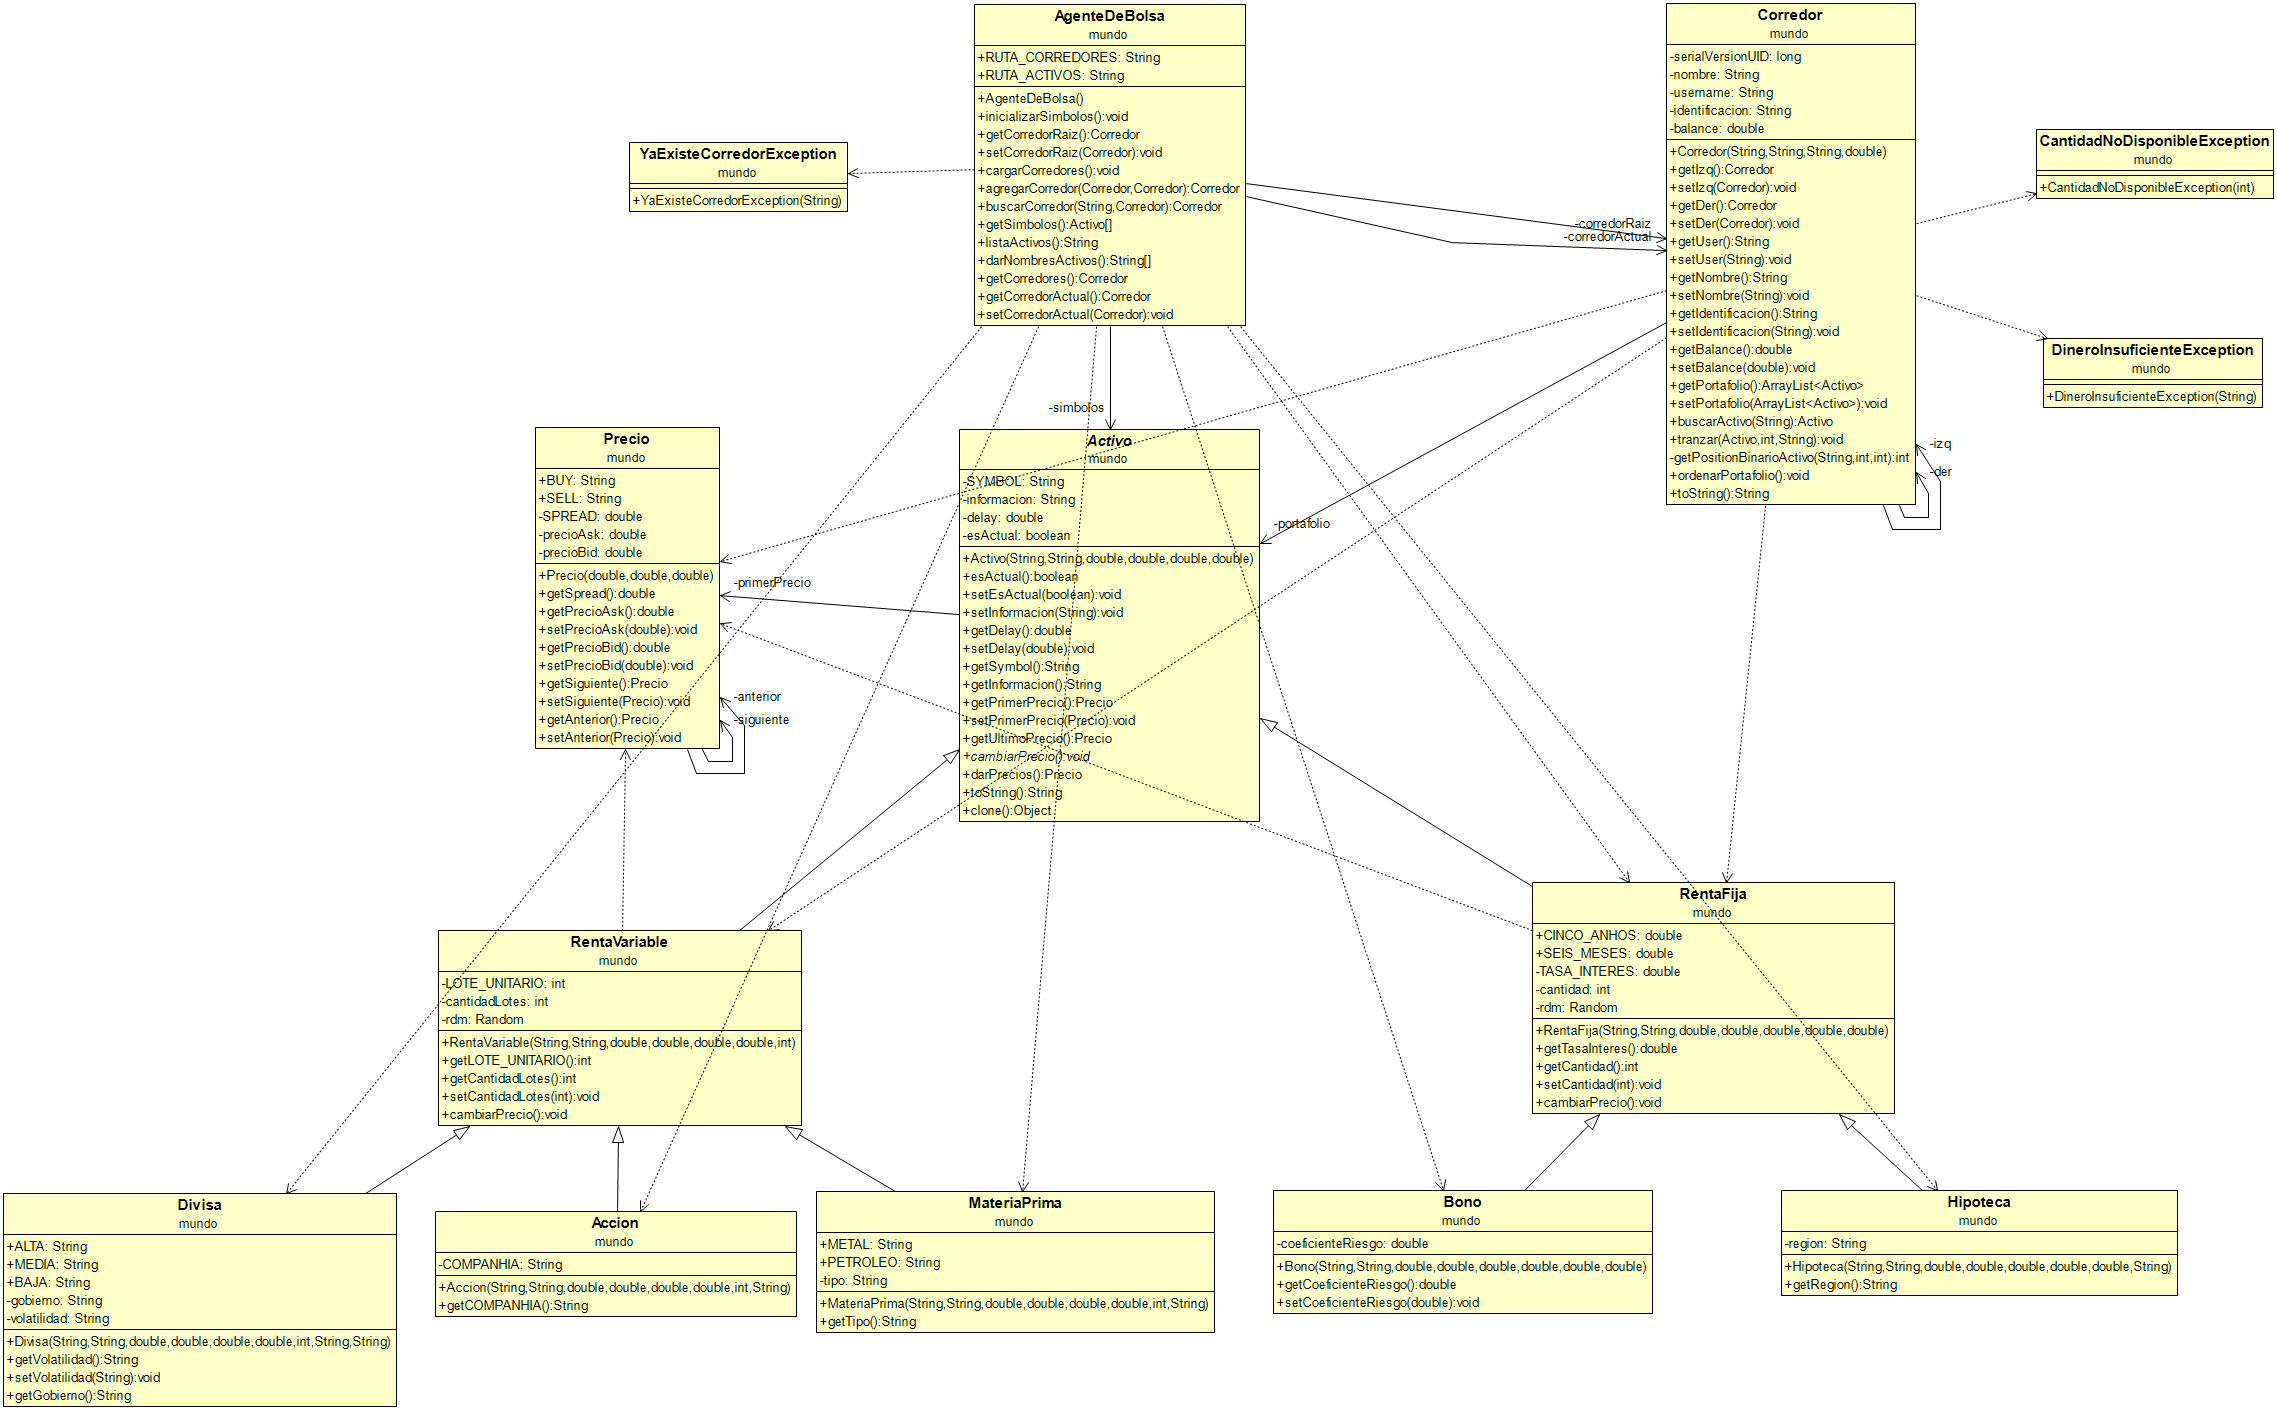 AgenteDeBolsa
mundo
+RUTA_CORREDORES: String
+RUTA_ACTIVOS: String
+AgenteDeBolsa()
+inicializarSimbolos():void
+getCorredorRaiz():Corredor
+setCorredorRaiz(Corredor):void
+cargarCorredores():void
+agregarCorredor(Corredor,Corredor):Corredor
+buscarCorredor(String,Corredor):Corredor
+getSimbolos():Activo[]
+listaActivos():String
+darNombresActivos():String[]
+getCorredores():Corredor
+getCorredorActual():Corredor
+setCorredorActual(Corredor):void
Corredor
mundo
-serialVersionUID: long
-nombre: String
-username: String
-identificacion: String
-balance: double
+Corredor(String,String,String,double)
+getIzq():Corredor
+setIzq(Corredor):void
+getDer():Corredor
+setDer(Corredor):void
+getUser():String
+setUser(String):void
+getNombre():String
+setNombre(String):void
+getIdentificacion():String
+setIdentificacion(String):void
+getBalance():double
+setBalance(double):void
+getPortafolio():ArrayList<Activo>
+setPortafolio(ArrayList<Activo>):void
+buscarActivo(String):Activo
+tranzar(Activo,int,String):void
-getPositionBinarioActivo(String,int,int):int
+ordenarPortafolio():void
+toString():String
YaExisteCorredorException
mundo
+YaExisteCorredorException(String)
CantidadNoDisponibleException
mundo
+CantidadNoDisponibleException(int)
-corredorRaiz
-corredorActual
DineroInsuficienteException
mundo
+DineroInsuficienteException(String)
-izq
-der
-simbolos
-portafolio
Precio
mundo
+BUY: String
+SELL: String
-SPREAD: double
-precioAsk: double
-precioBid: double
+Precio(double,double,double)
+getSpread():double
+getPrecioAsk():double
+setPrecioAsk(double):void
+getPrecioBid():double
+setPrecioBid(double):void
+getSiguiente():Precio
+setSiguiente(Precio):void
+getAnterior():Precio
+setAnterior(Precio):void
-primerPrecio
-anterior
-siguiente
Activo
mundo
-SYMBOL: String
-informacion: String
-delay: double
-esActual: boolean
+Activo(String,String,double,double,double,double)
+esActual():boolean
+setEsActual(boolean):void
+setInformacion(String):void
+getDelay():double
+setDelay(double):void
+getSymbol():String
+getInformacion():String
+getPrimerPrecio():Precio
+setPrimerPrecio(Precio):void
+getUltimoPrecio():Precio
+cambiarPrecio():void
+darPrecios():Precio
+toString():String
+clone():Object
RentaVariable
mundo
-LOTE_UNITARIO: int
-cantidadLotes: int
-rdm: Random
+RentaVariable(String,String,double,double,double,double,int)
+getLOTE_UNITARIO():int
+getCantidadLotes():int
+setCantidadLotes(int):void
+cambiarPrecio():void
RentaFija
mundo
+CINCO_ANHOS: double
+SEIS_MESES: double
-TASA_INTERES: double
-cantidad: int
-rdm: Random
+RentaFija(String,String,double,double,double,double,double)
+getTasaInteres():double
+getCantidad():int
+setCantidad(int):void
+cambiarPrecio():void
Divisa
mundo
+ALTA: String
+MEDIA: String
+BAJA: String
-gobierno: String
-volatilidad: String
+Divisa(String,String,double,double,double,double,int,String,String)
+getVolatilidad():String
+setVolatilidad(String):void
+getGobierno():String
Accion
mundo
-COMPANHIA: String
+Accion(String,String,double,double,double,double,int,String)
+getCOMPANHIA():String
MateriaPrima
mundo
+METAL: String
+PETROLEO: String
-tipo: String
+MateriaPrima(String,String,double,double,double,double,int,String)
+getTipo():String
Bono
mundo
-coeficienteRiesgo: double
+Bono(String,String,double,double,double,double,double,double)
+getCoeficienteRiesgo():double
+setCoeficienteRiesgo(double):void
Hipoteca
mundo
-region: String
+Hipoteca(String,String,double,double,double,double,double,String)
+getRegion():String